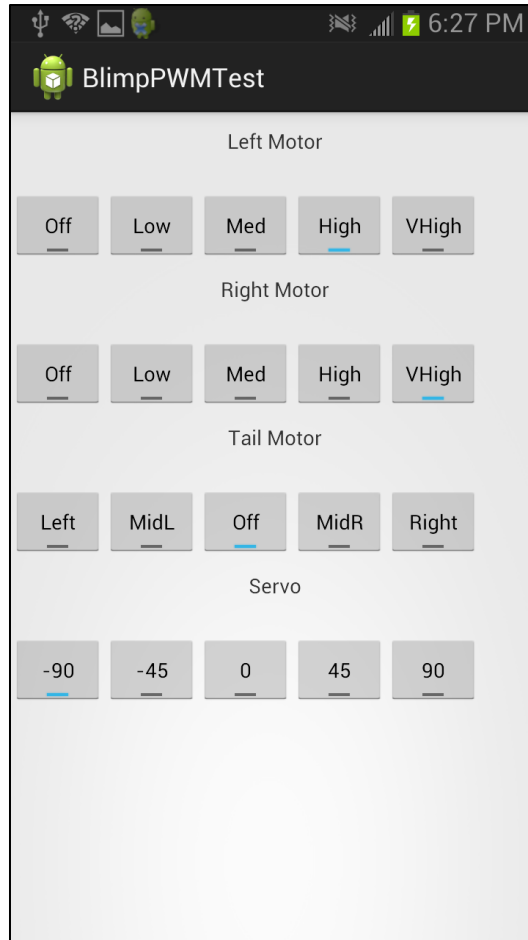 6:27 PM
BlimpPWMTest
Left Motor
Off Low Med High VHigh
Right Motor
Off Low Med High VHigh
Tail Motor
Left MidL Off MidR Right
Servo
-90 -45 0 45 90